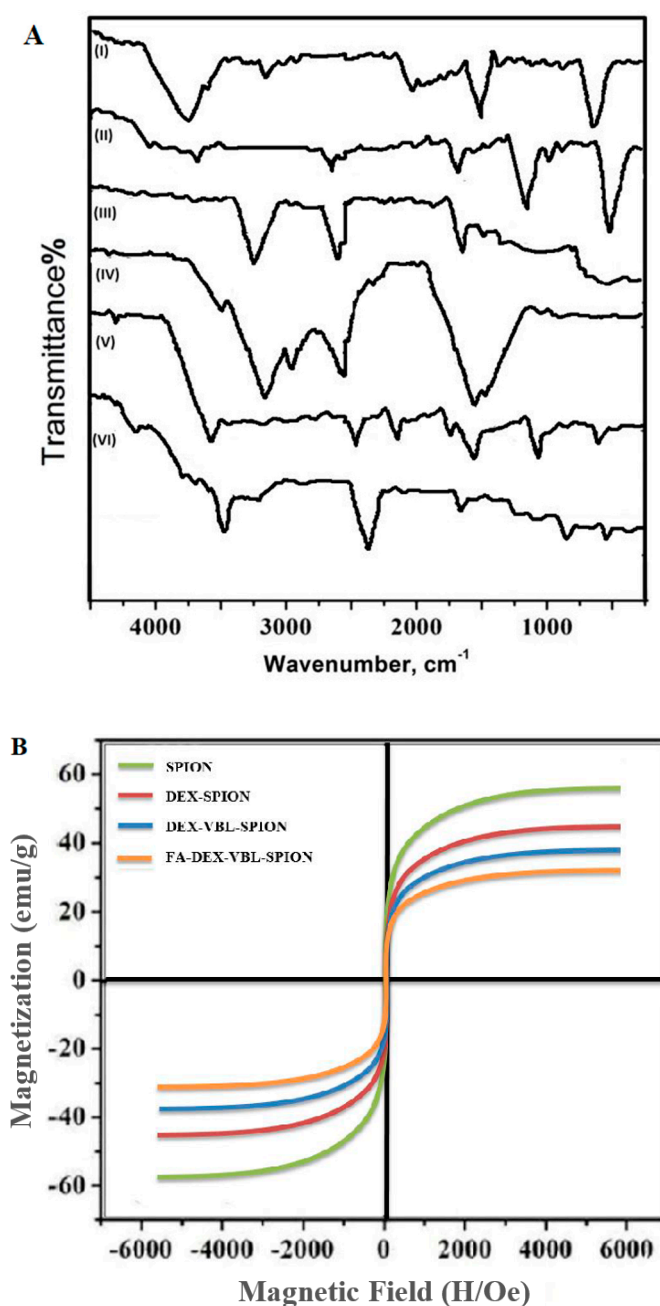 A
(I)
(II)
(III)
(IV)
(V)
(VI)
Transmittance%
4000 3000 2000 1000
Wavenumber, cm⁻¹
B
SPION
DEX-SPION
DEX-VBL-SPION
FA-DEX-VBL-SPION
Magnetization (emu/g)
60
40
20
0
-20
-40
-60
-6000 -4000 -2000 0 2000 4000 6000
Magnetic Field (H/Oe)